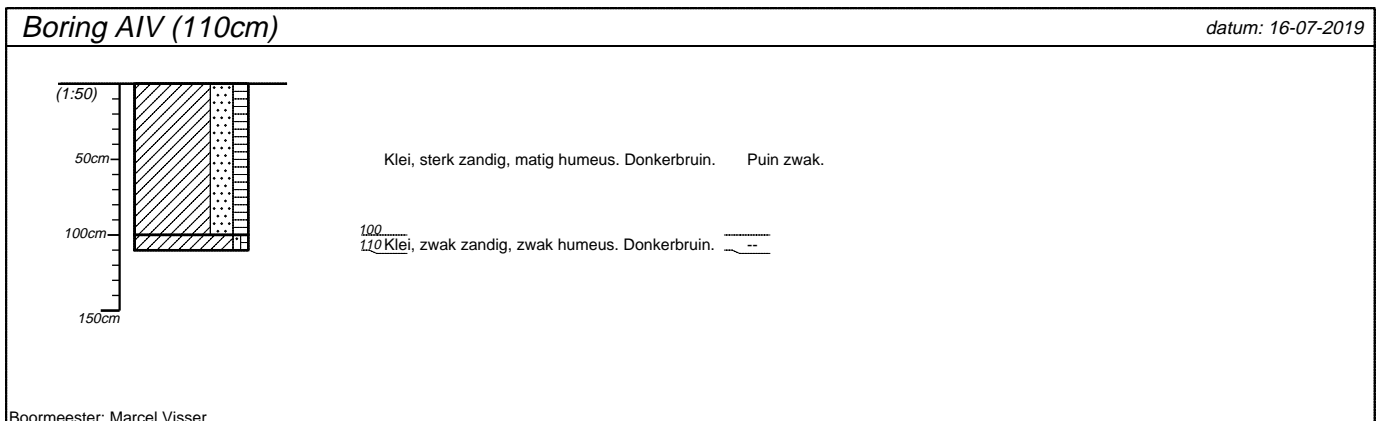 Boring AIV (110cm) datum: 16-07-2019
(1:50)
50cm Klei, sterk zandig, matig humeus. Donkerbruin. Puin zwak.
100cm 100
110 Klei, zwak zandig, zwak humeus. Donkerbruin. --
150cm
Boormeester: Marcel Visser